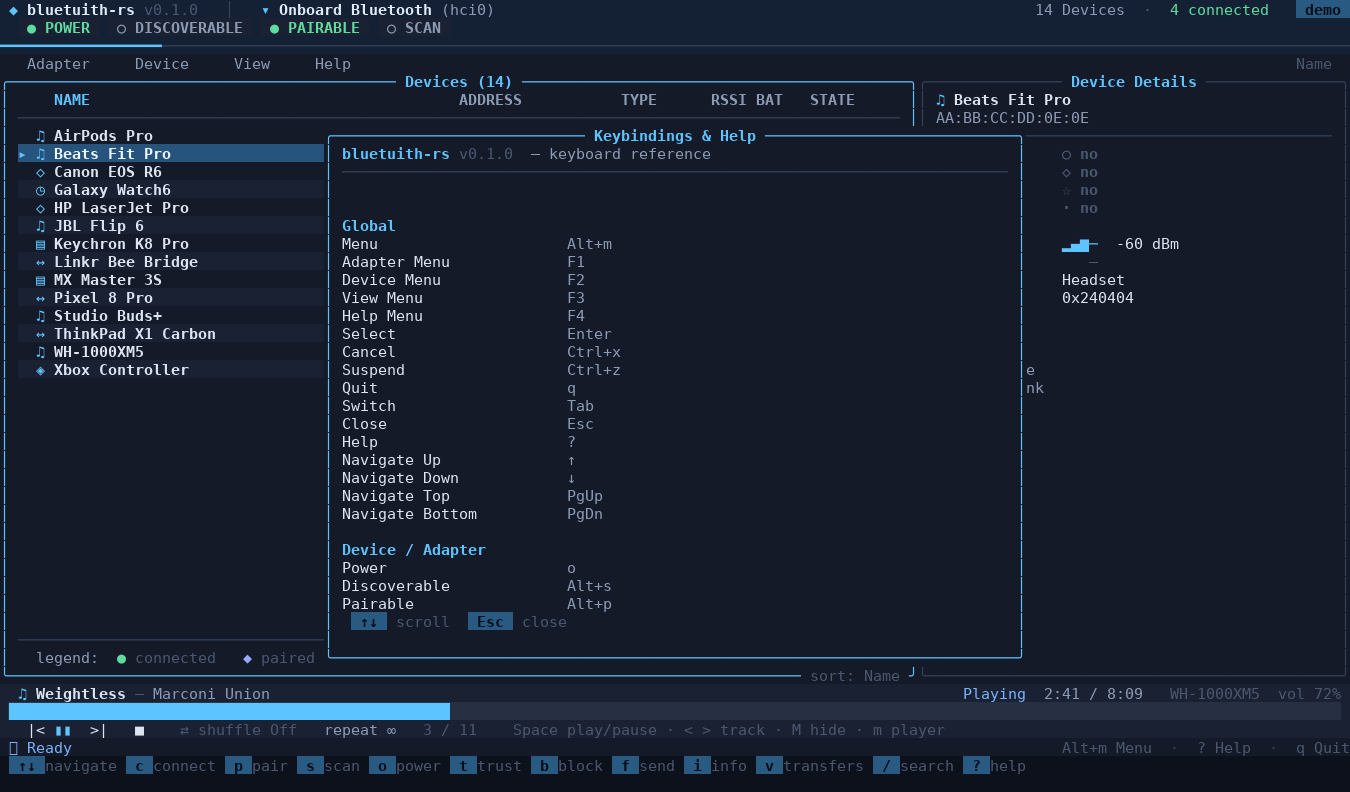 ◆ bluetuith-rs v0.1.0 │ ▾ Onboard Bluetooth (hci0) 14 Devices · 4 connected demo
● POWER ○ DISCOVERABLE ● PAIRABLE ○ SCAN
Adapter Device View Help Name
Devices (14) Device Details
NAME ADDRESS TYPE RSSI BAT STATE ♫ Beats Fit Pro
AA:BB:CC:DD:0E:0E
♫ AirPods Pro Keybindings & Help
▸ ♫ Beats Fit Pro bluetuith-rs v0.1.0 — keyboard reference ○ no
◇ Canon EOS R6 ◇ no
◷ Galaxy Watch6 ☆ no
◇ HP LaserJet Pro · no
♫ JBL Flip 6 Global
▤ Keychron K8 Pro Menu Alt+m ▂▄▆─ -60 dBm
↔ Linkr Bee Bridge Adapter Menu F1 —
▤ MX Master 3S Device Menu F2 Headset
↔ Pixel 8 Pro View Menu F3 0x240404
♫ Studio Buds+ Help Menu F4
↔ ThinkPad X1 Carbon Select Enter
♫ WH-1000XM5 Cancel Ctrl+x
◈ Xbox Controller Suspend Ctrl+z e
Quit q nk
Switch Tab
Close Esc
Help ?
Navigate Up ↑
Navigate Down ↓
Navigate Top PgUp
Navigate Bottom PgDn
Device / Adapter
Power o
Discoverable Alt+s
Pairable Alt+p
↑↓ scroll Esc close
legend: ● connected ◆ paired
sort: Name
♫ Weightless — Marconi Union Playing 2:41 / 8:09 WH-1000XM5 vol 72%
|< ▮▮ >| ■ ⇄ shuffle Off repeat ∞ 3 / 11 Space play/pause · < > track · M hide · m player
Ready Alt+m Menu · ? Help · q Quit
↑↓ navigate c connect p pair s scan o power t trust b block f send i info v transfers / search ? help